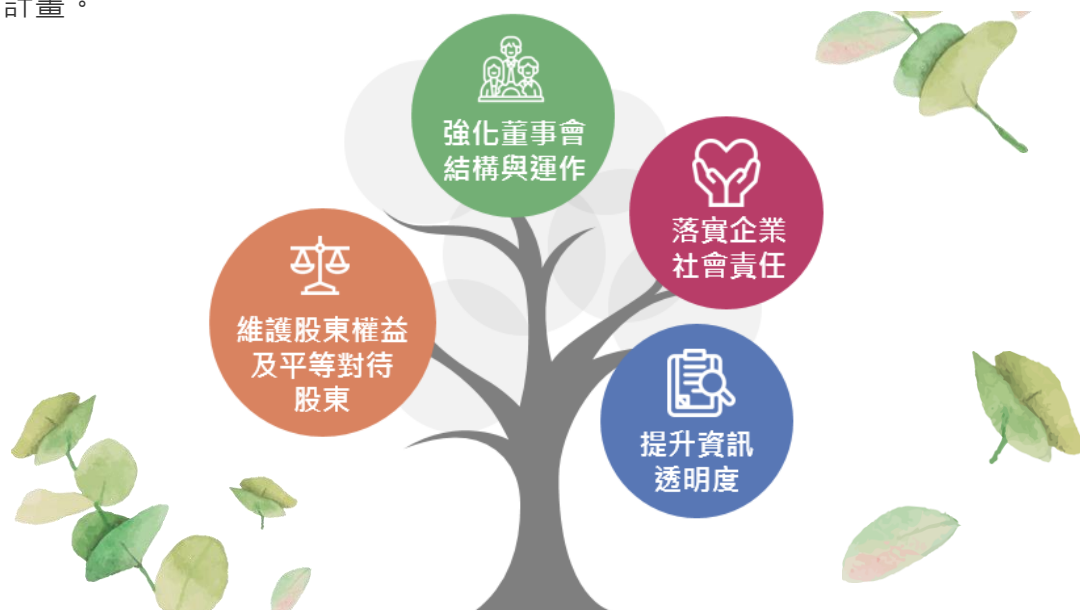 計畫。
強化董事會
結構與運作
落實企業
社會責任
維護股東權益
及平等對待
股東
提升資訊
透明度